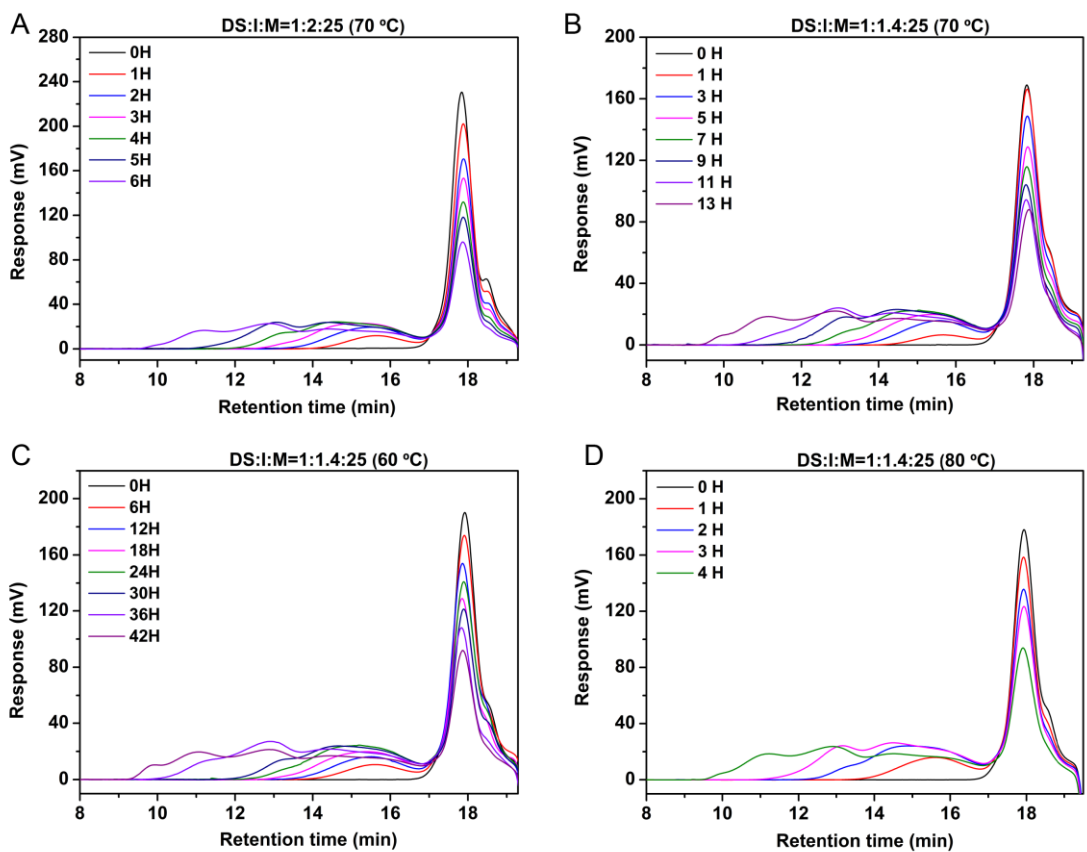 A
DS:I:M=1:2:25 (70 ºC)
280
240
200
160
120
80
40
0
Response (mV)
0H
1H
2H
3H
4H
5H
6H
8 10 12 14 16 18
Retention time (min)
B
DS:I:M=1:1.4:25 (70 ºC)
200
160
120
80
40
0
Response (mV)
0 H
1 H
3 H
5 H
7 H
9 H
11 H
13 H
8 10 12 14 16 18
Retention time (min)
C
DS:I:M=1:1.4:25 (60 ºC)
200
160
120
80
40
0
Response (mV)
0H
6H
12H
18H
24H
30H
36H
42H
8 10 12 14 16 18
Retention time (min)
D
DS:I:M=1:1.4:25 (80 ºC)
200
160
120
80
40
0
Response (mV)
0 H
1 H
2 H
3 H
4 H
8 10 12 14 16 18
Retention time (min)